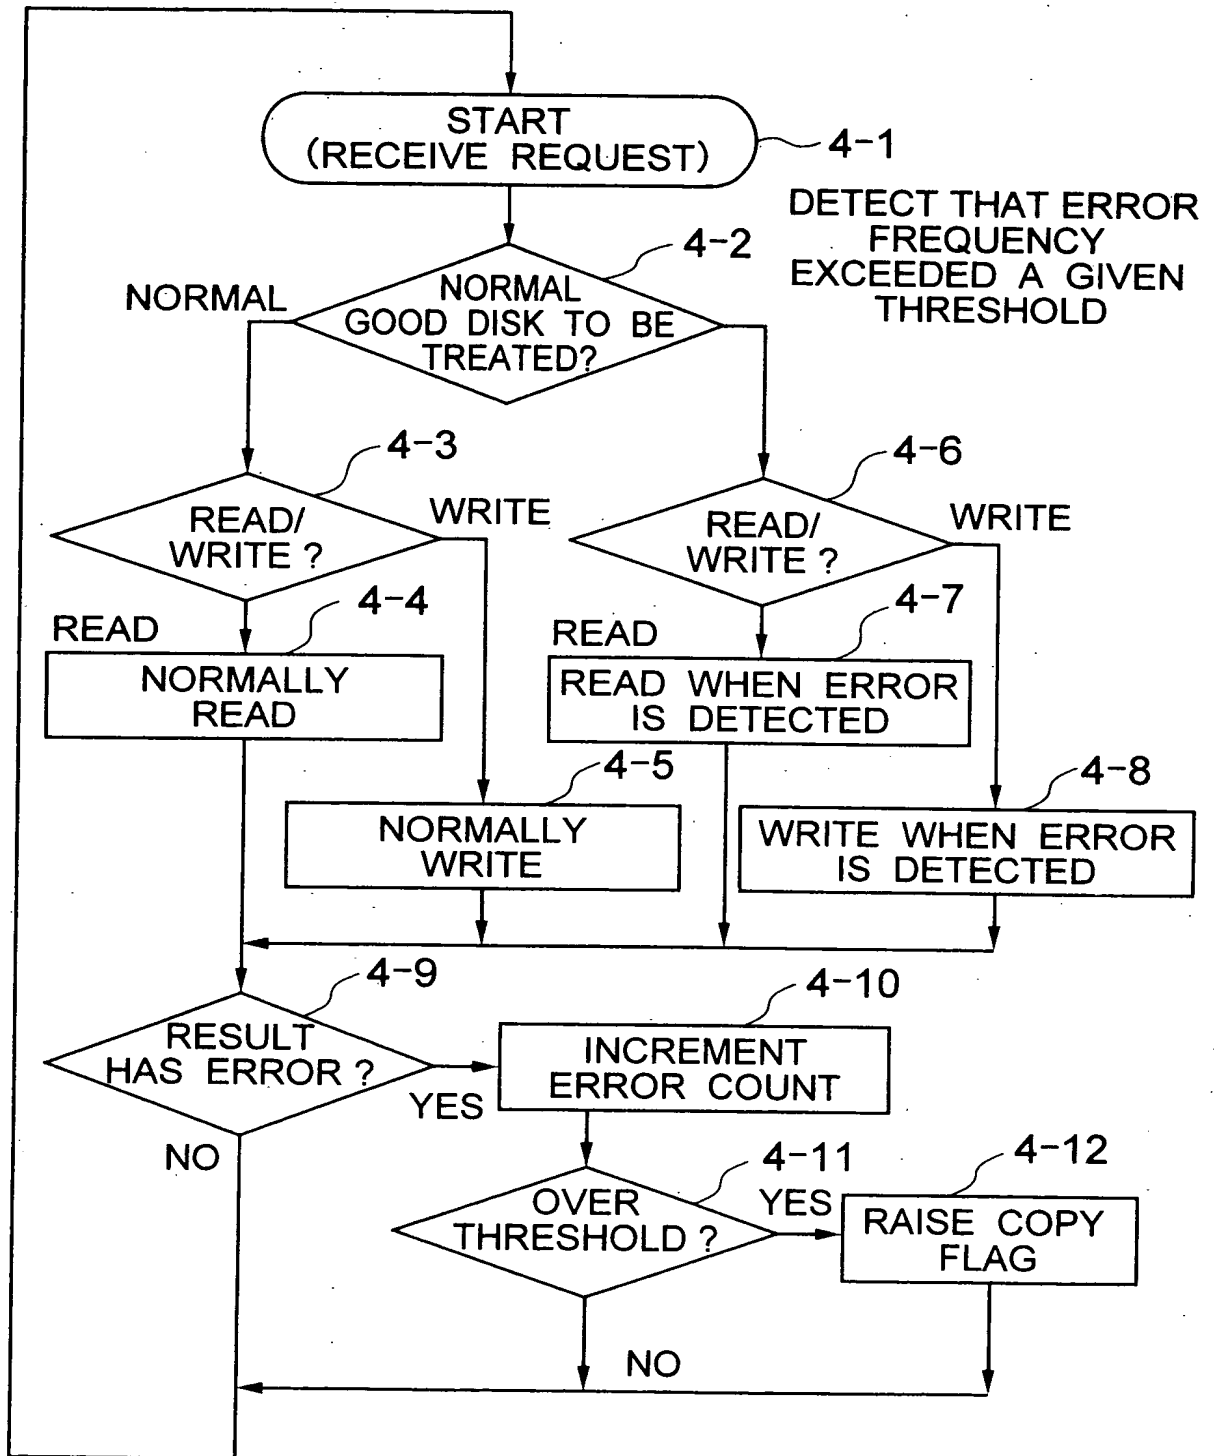 START
(RECEIVE REQUEST)
4-1
DETECT THAT ERROR
FREQUENCY
EXCEEDED A GIVEN
THRESHOLD
4-2
NORMAL
NORMAL
GOOD DISK TO BE
TREATED?
4-3
READ/
WRITE ?
WRITE
4-6
READ/
WRITE ?
WRITE
4-4
READ
NORMALLY
READ
4-7
READ
READ WHEN ERROR
IS DETECTED
4-5
NORMALLY
WRITE
4-8
WRITE WHEN ERROR
IS DETECTED
4-9
RESULT
HAS ERROR ?
YES
NO
4-10
INCREMENT
ERROR COUNT
4-11
OVER
THRESHOLD ?
YES
NO
4-12
RAISE COPY
FLAG